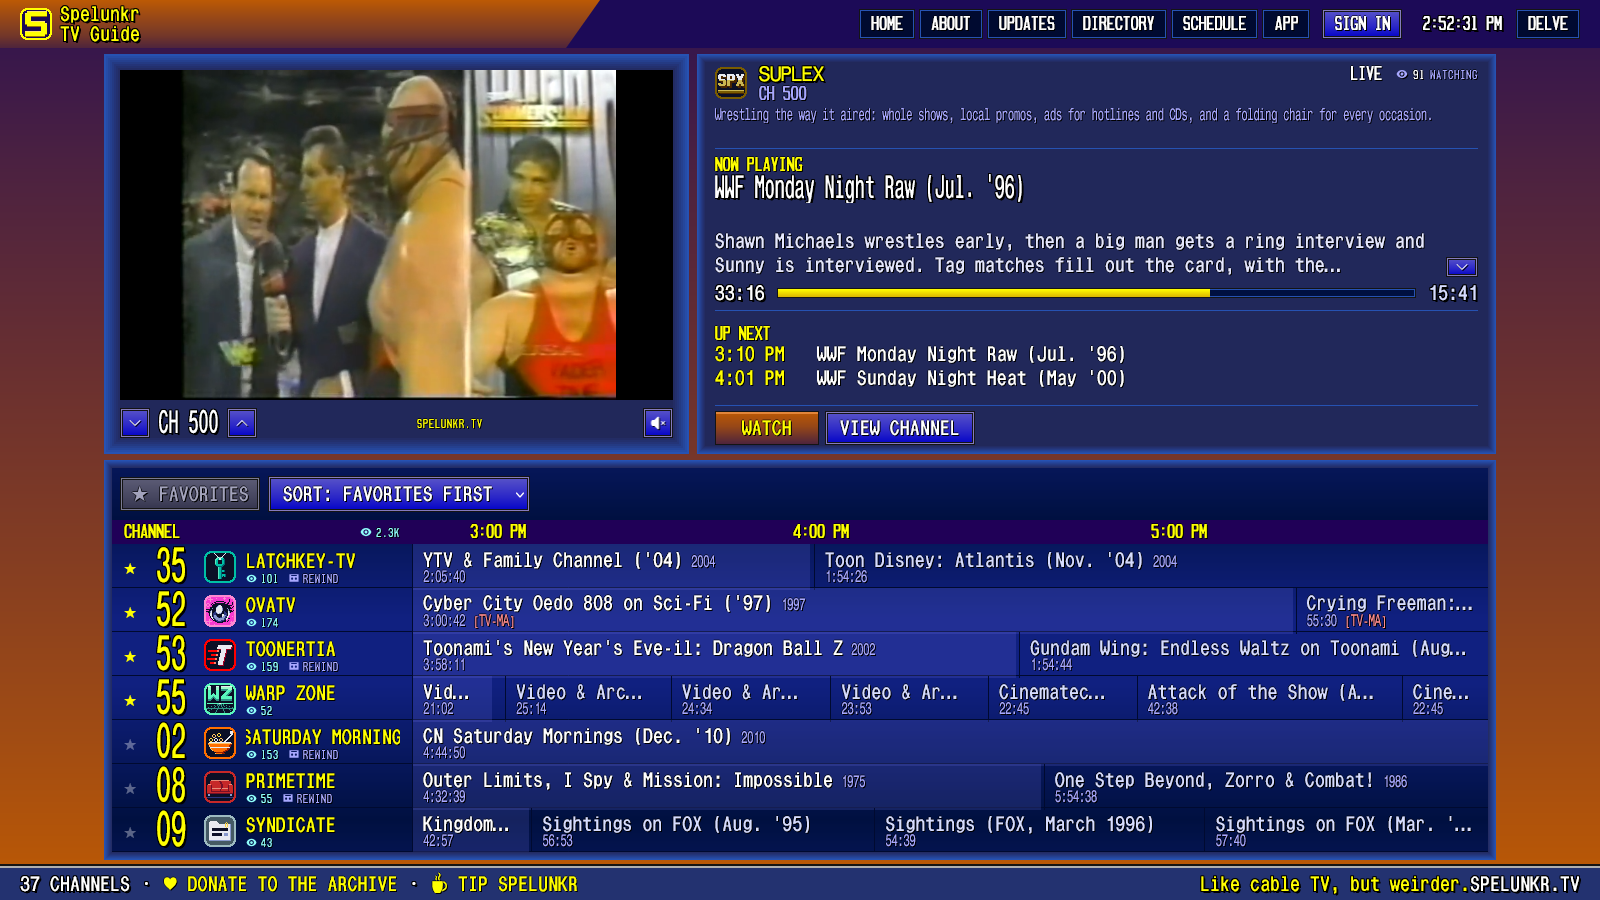 Spelunkr
TV Guide
HOME ABOUT UPDATES DIRECTORY SCHEDULE APP SIGN IN 2:52:31 PM DELVE
SPX SUPLEX
CH 500
LIVE 91 WATCHING
Wrestling the way it aired: whole shows, local promos, ads for hotlines and CDs, and a folding chair for every occasion.
NOW PLAYING
WWF Monday Night Raw (Jul. '96)
Shawn Michaels wrestles early, then a big man gets a ring interview and
Sunny is interviewed. Tag matches fill out the card, with the...
33:16 15:41
UP NEXT
3:10 PM WWF Monday Night Raw (Jul. '96)
4:01 PM WWF Sunday Night Heat (May '00)
WATCH VIEW CHANNEL
CH 500 SPELUNKR.TV
★ FAVORITES SORT: FAVORITES FIRST
CHANNEL 2.3K 3:00 PM 4:00 PM 5:00 PM
35 LATCHKEY-TV YTV & Family Channel ('04) 2004 Toon Disney: Atlantis (Nov. '04) 2004
101 REWIND 2:05:40 1:54:26
52 OVATV Cyber City Oedo 808 on Sci-Fi ('97) 1997 Crying Freeman:...
174 3:00:42 [TV-MA] 55:30 [TV-MA]
53 T TOONERTIA Toonami's New Year's Eve-il: Dragon Ball Z 2002 Gundam Wing: Endless Waltz on Toonami (Aug...
159 REWIND 3:58:11 1:54:44
55 WZ WARP ZONE Vid... Video & Arc... Video & Ar... Video & Ar... Cinematec... Attack of the Show (A... Cine...
52 21:02 25:14 24:34 23:53 22:45 42:38 22:45
02 SATURDAY MORNING CN Saturday Mornings (Dec. '10) 2010
153 REWIND 4:44:50
08 PRIMETIME Outer Limits, I Spy & Mission: Impossible 1975 One Step Beyond, Zorro & Combat! 1986
55 REWIND 4:32:39 5:54:38
09 SYNDICATE Kingdom... Sightings on FOX (Aug. '95) Sightings (FOX, March 1996) Sightings on FOX (Mar. '...
43 42:57 56:53 54:39 57:40
37 CHANNELS · ♥ DONATE TO THE ARCHIVE · TIP SPELUNKR
Like cable TV, but weirder. SPELUNKR.TV